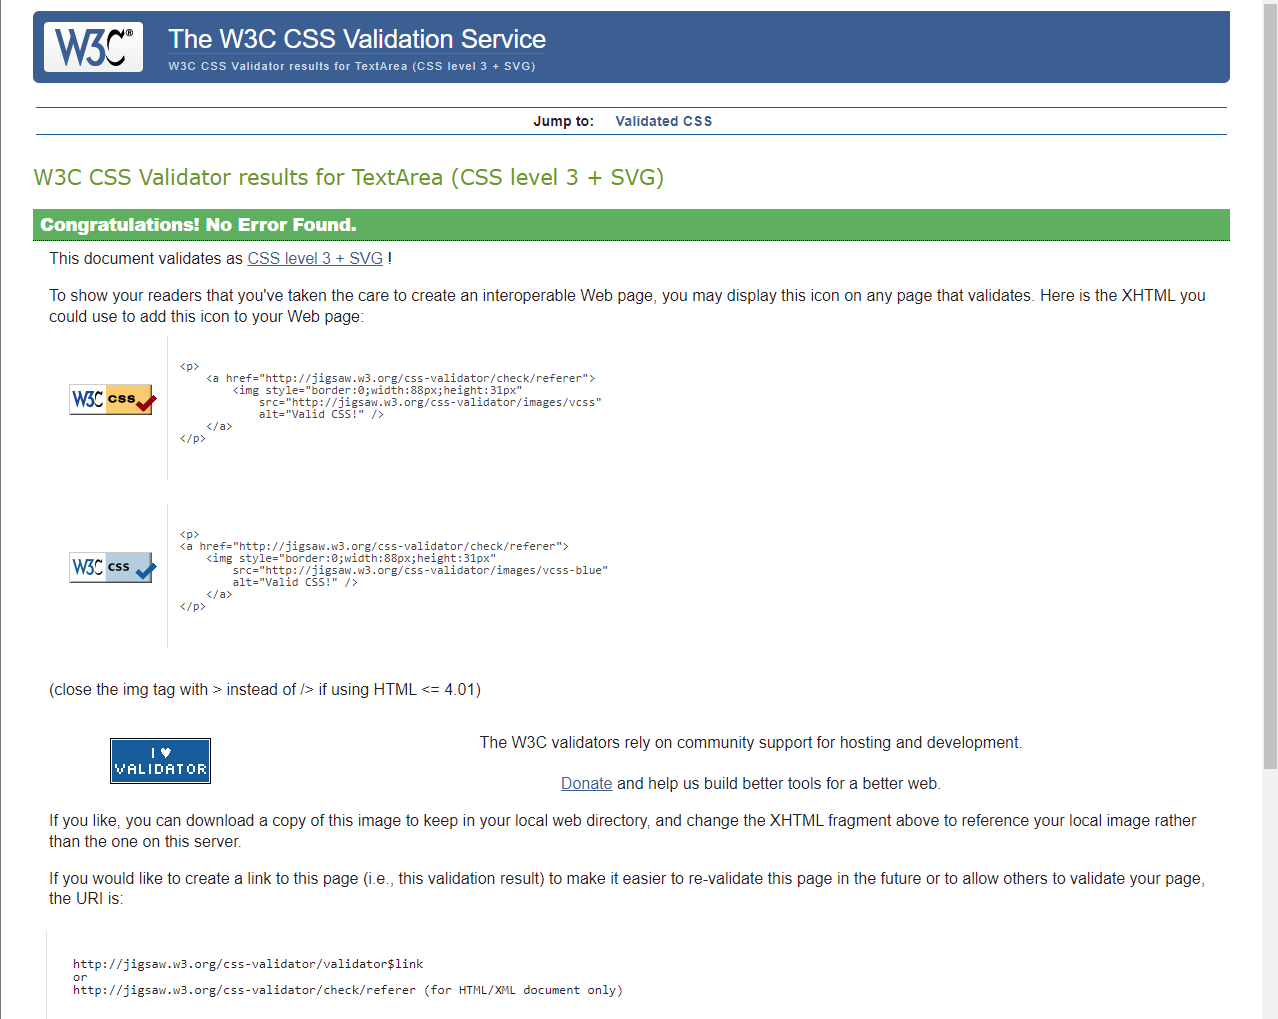 W3C®
The W3C CSS Validation Service
W3C CSS Validator results for TextArea (CSS level 3 + SVG)
Jump to: Validated CSS
W3C CSS Validator results for TextArea (CSS level 3 + SVG)
Congratulations! No Error Found.
This document validates as CSS level 3 + SVG !
To show your readers that you've taken the care to create an interoperable Web page, you may display this icon on any page that validates. Here is the XHTML you
could use to add this icon to your Web page:
W3C css
<p>
<a href="http://jigsaw.w3.org/css-validator/check/referer">
<img style="border:0;width:88px;height:31px"
src="http://jigsaw.w3.org/css-validator/images/vcss"
alt="Valid CSS!" />
</a>
</p>
W3C css
<p>
<a href="http://jigsaw.w3.org/css-validator/check/referer">
<img style="border:0;width:88px;height:31px"
src="http://jigsaw.w3.org/css-validator/images/vcss-blue"
alt="Valid CSS!" />
</a>
</p>
(close the img tag with > instead of /> if using HTML <= 4.01)
I ♥
VALIDATOR
The W3C validators rely on community support for hosting and development.
Donate and help us build better tools for a better web.
If you like, you can download a copy of this image to keep in your local web directory, and change the XHTML fragment above to reference your local image rather
than the one on this server.
If you would like to create a link to this page (i.e., this validation result) to make it easier to re-validate this page in the future or to allow others to validate your page,
the URI is:
http://jigsaw.w3.org/css-validator/validator$link
or
http://jigsaw.w3.org/css-validator/check/referer (for HTML/XML document only)